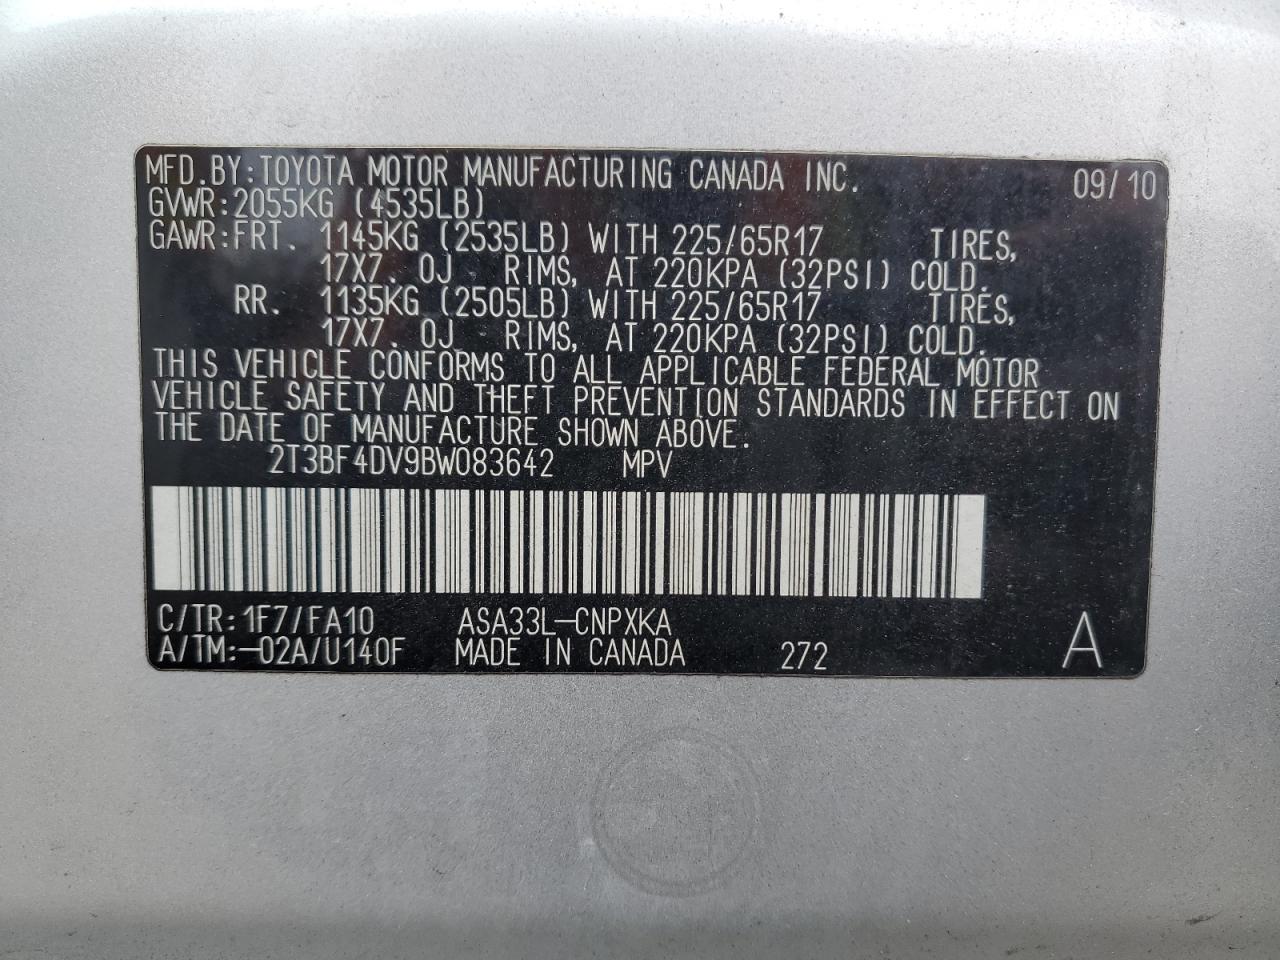 MFD.BY:TOYOTA MOTOR MANUFACTURING CANADA INC. 09/10
GVWR:2055KG (4535LB)
GAWR:FRT. 1145KG (2535LB) WITH 225/65R17 TIRES,
17X7. 0J RIMS, AT 220KPA (32PSI) COLD.
RR. 1135KG (2505LB) WITH 225/65R17 TIRES,
17X7. 0J RIMS, AT 220KPA (32PSI) COLD.
THIS VEHICLE CONFORMS TO ALL APPLICABLE FEDERAL MOTOR
VEHICLE SAFETY AND THEFT PREVENTION STANDARDS IN EFFECT ON
THE DATE OF MANUFACTURE SHOWN ABOVE.
2T3BF4DV9BW083642 MPV
C/TR:1F7/FA10 ASA33L-CNPXKA
A/TM:-02A/U140F MADE IN CANADA 272 A